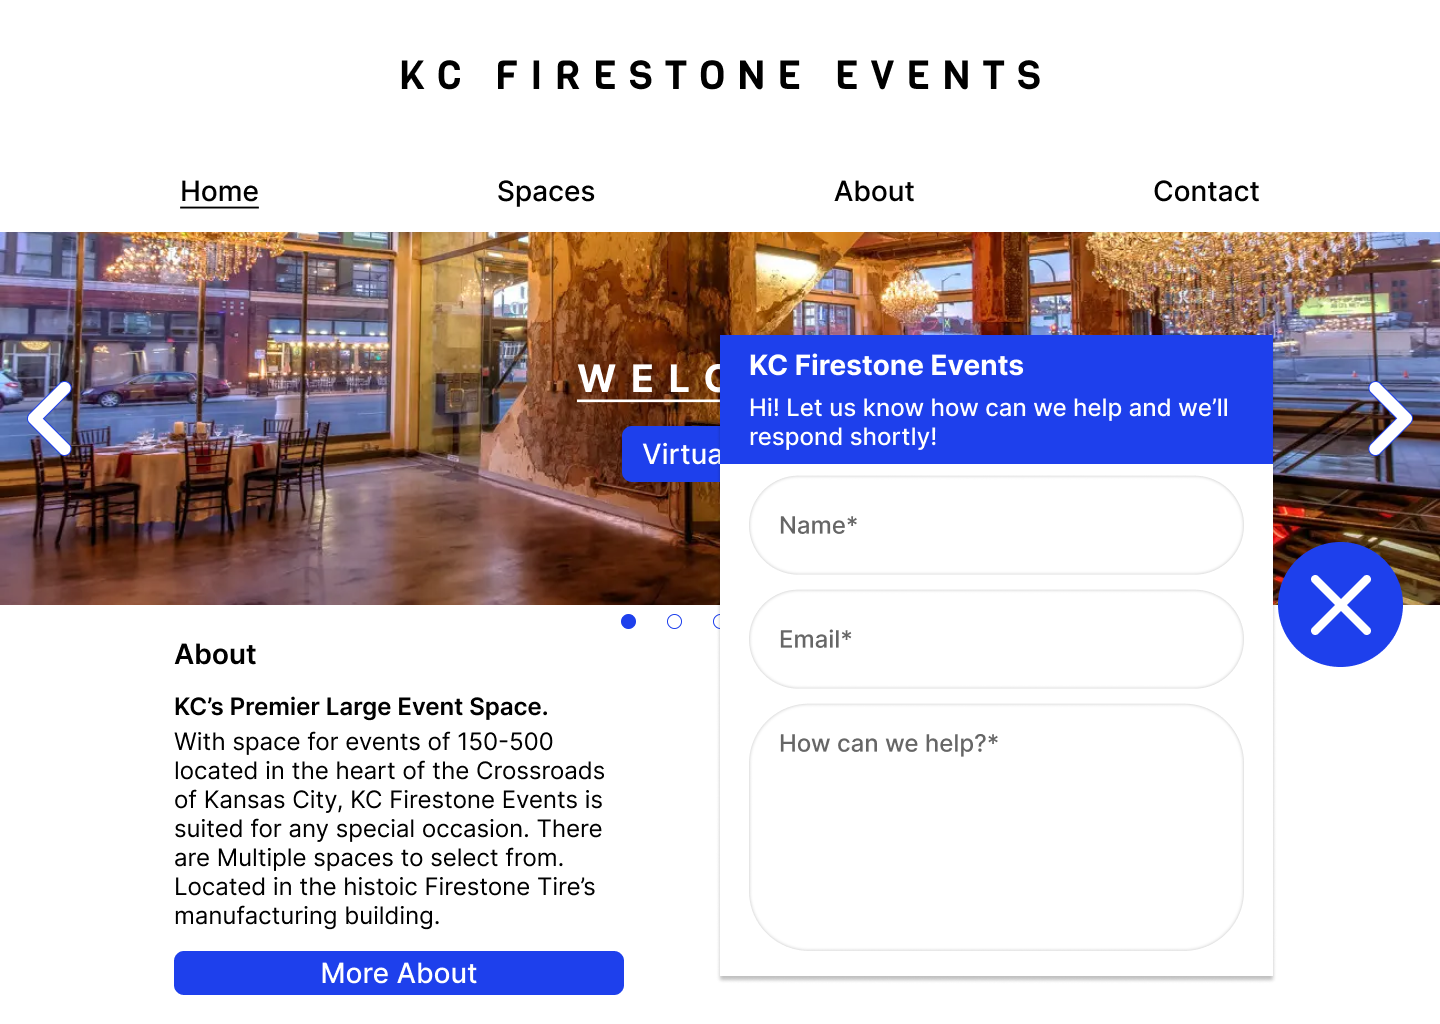 KC FIRESTONE EVENTS
Home
Spaces
About
Contact
KC Firestone Events
Hi! Let us know how can we help and we’ll
respond shortly!
Name*
Email*
How can we help?*
About
KC’s Premier Large Event Space.
With space for events of 150-500
located in the heart of the Crossroads
of Kansas City, KC Firestone Events is
suited for any special occasion. There
are Multiple spaces to select from.
Located in the histoic Firestone Tire’s
manufacturing building.
More About